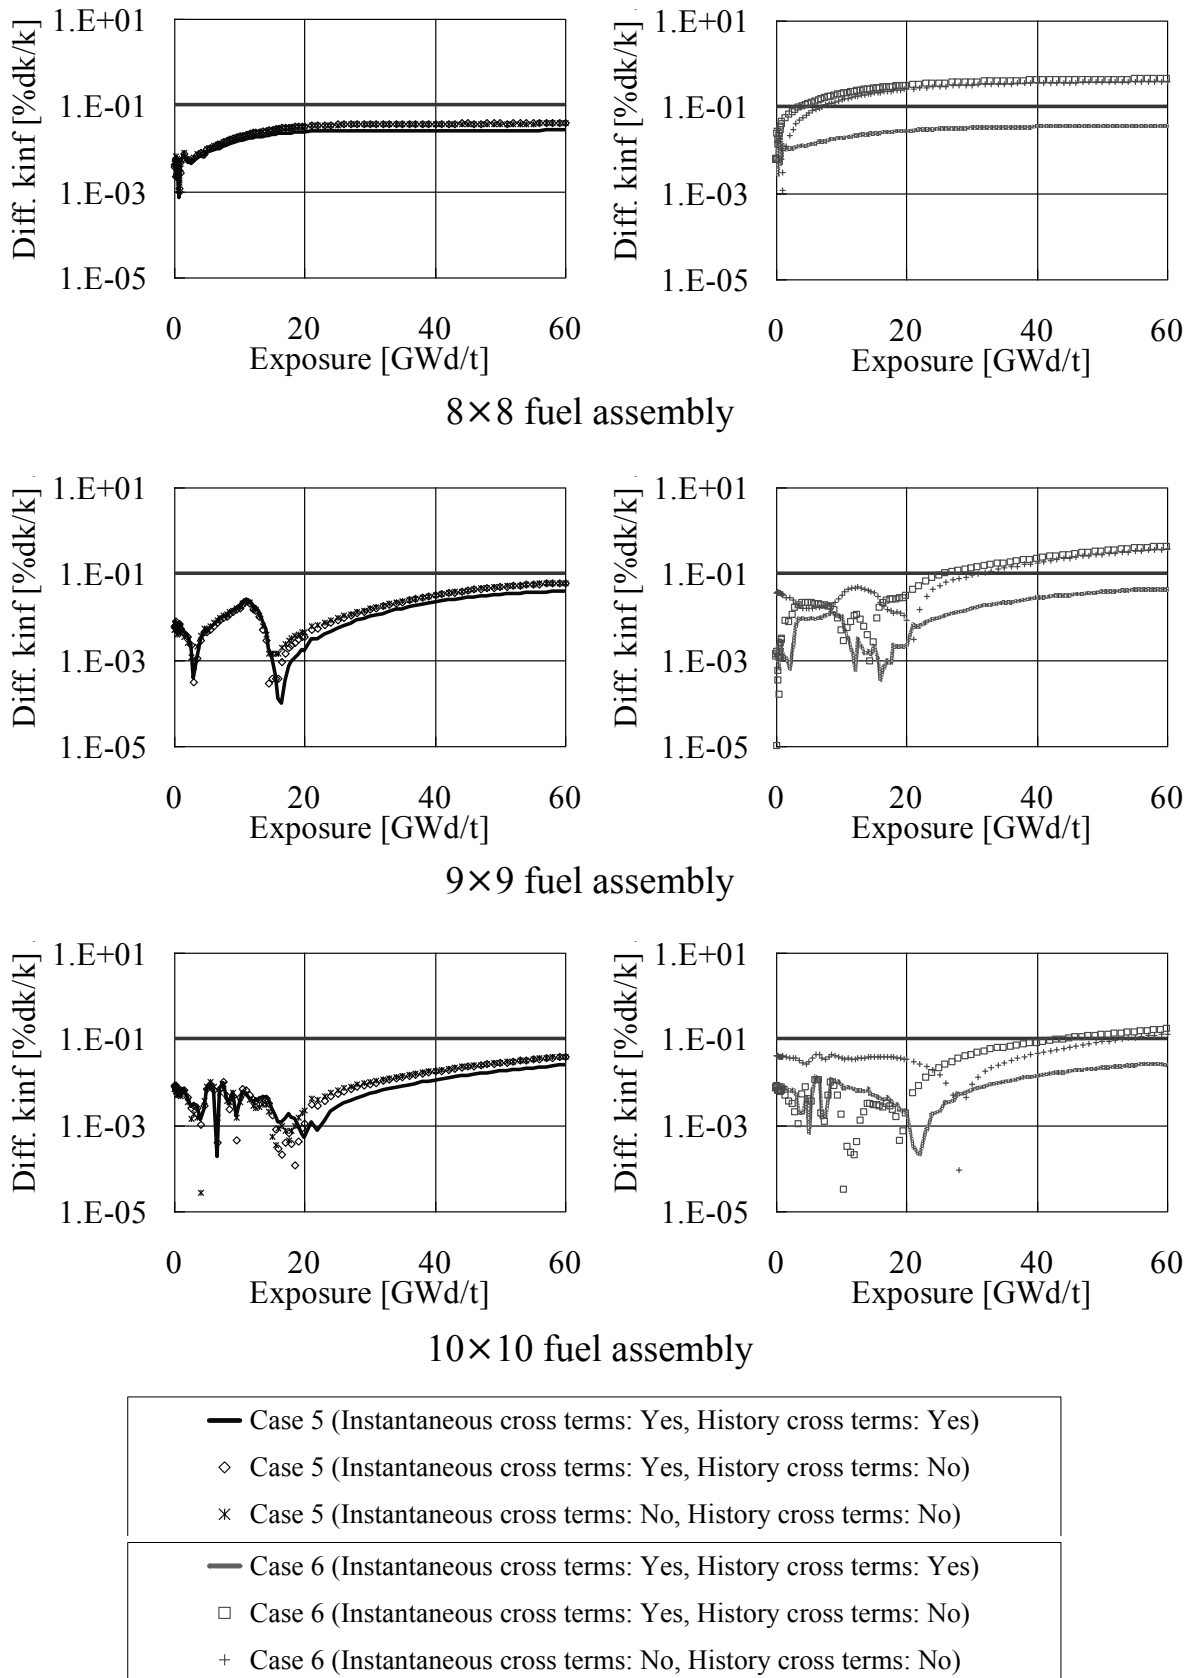 Diff. kinf [%dk/k]
1.E+01
1.E-01
1.E-03
1.E-05
0 20 40 60
Exposure [GWd/t]
Diff. kinf [%dk/k]
1.E+01
1.E-01
1.E-03
1.E-05
0 20 40 60
Exposure [GWd/t]
8×8 fuel assembly
Diff. kinf [%dk/k]
1.E+01
1.E-01
1.E-03
1.E-05
0 20 40 60
Exposure [GWd/t]
Diff. kinf [%dk/k]
1.E+01
1.E-01
1.E-03
1.E-05
0 20 40 60
Exposure [GWd/t]
9×9 fuel assembly
Diff. kinf [%dk/k]
1.E+01
1.E-01
1.E-03
1.E-05
0 20 40 60
Exposure [GWd/t]
Diff. kinf [%dk/k]
1.E+01
1.E-01
1.E-03
1.E-05
0 20 40 60
Exposure [GWd/t]
10×10 fuel assembly
Case 5 (Instantaneous cross terms: Yes, History cross terms: Yes)
Case 5 (Instantaneous cross terms: Yes, History cross terms: No)
Case 5 (Instantaneous cross terms: No, History cross terms: No)
Case 6 (Instantaneous cross terms: Yes, History cross terms: Yes)
Case 6 (Instantaneous cross terms: Yes, History cross terms: No)
Case 6 (Instantaneous cross terms: No, History cross terms: No)